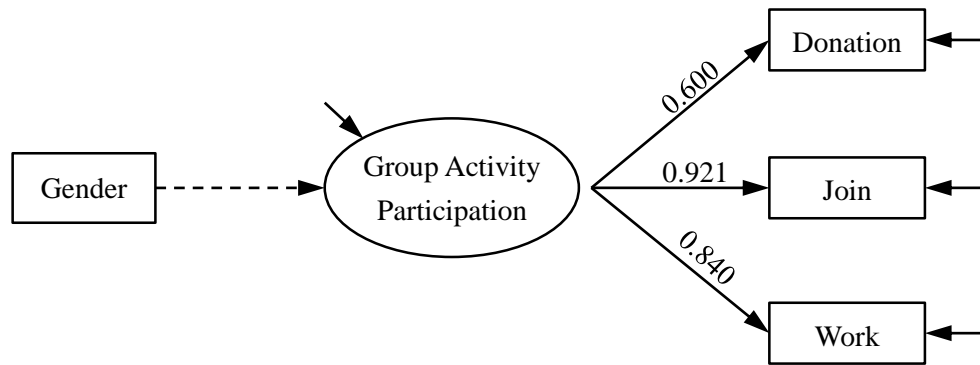 Gender
Group Activity
Participation
0.600
0.921
0.840
Donation
Join
Work